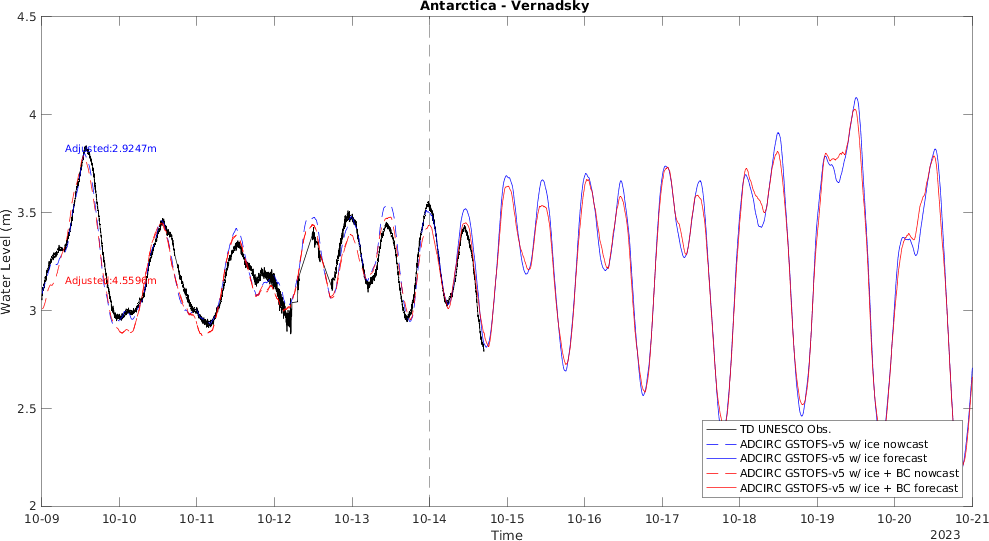 Antarctica - Vernadsky
4.5
4
3.5
3
2.5
2
Water Level (m)
Adjusted:2.9247m
Adjusted:4.5596m
TD UNESCO Obs.
ADCIRC GSTOFS-v5 w/ ice nowcast
ADCIRC GSTOFS-v5 w/ ice forecast
ADCIRC GSTOFS-v5 w/ ice + BC nowcast
ADCIRC GSTOFS-v5 w/ ice + BC forecast
10-09 10-10 10-11 10-12 10-13 10-14 10-15 10-16 10-17 10-18 10-19 10-20 10-21
Time
2023